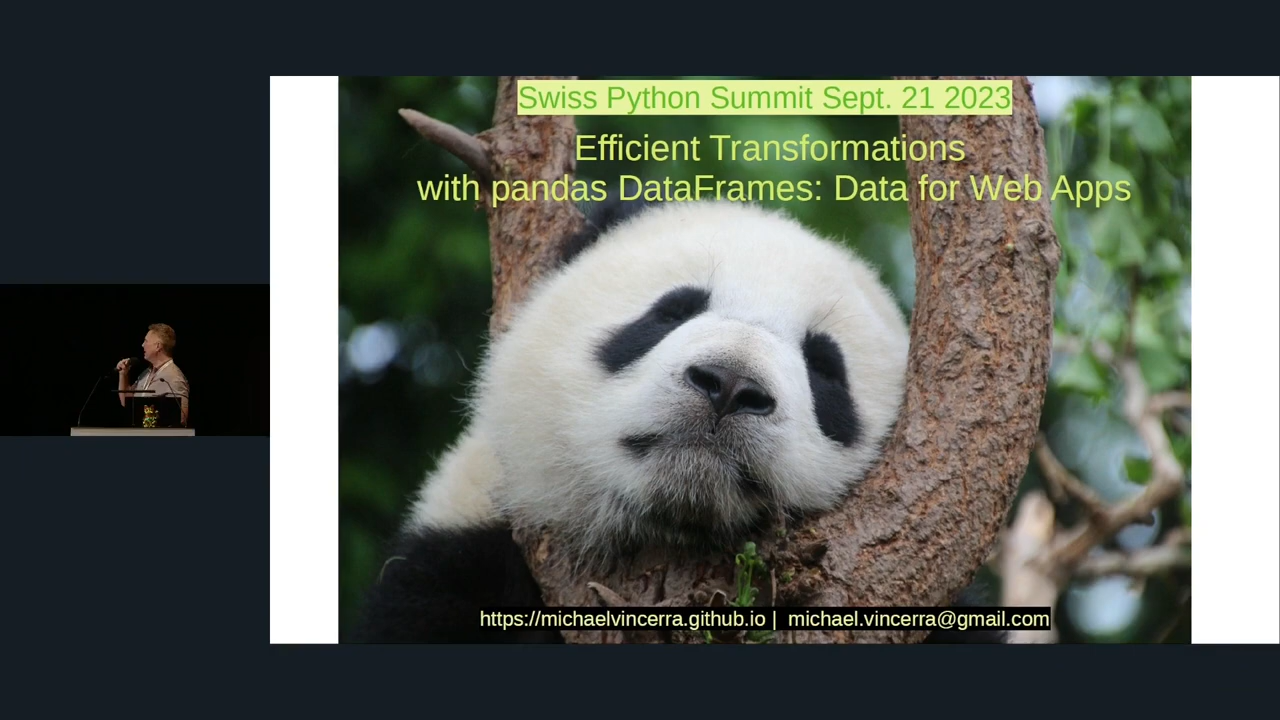 Swiss Python Summit Sept. 21 2023
Efficient Transformations
with pandas DataFrames: Data for Web Apps
https://michaelvincerra.github.io | michael.vincerra@gmail.com